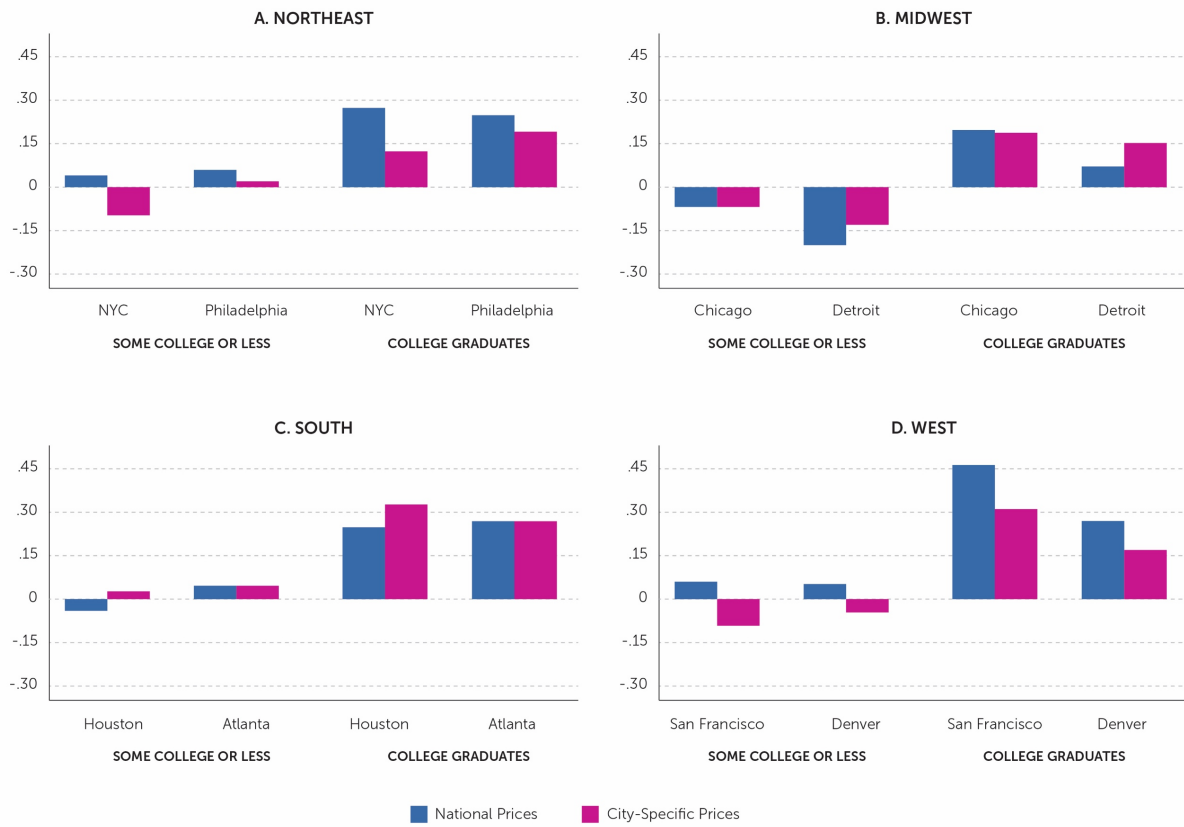 A. NORTHEAST
.45
.30
.15
0
-.15
-.30
NYC Philadelphia NYC Philadelphia
SOME COLLEGE OR LESS COLLEGE GRADUATES
B. MIDWEST
.45
.30
.15
0
-.15
-.30
Chicago Detroit Chicago Detroit
SOME COLLEGE OR LESS COLLEGE GRADUATES
C. SOUTH
.45
.30
.15
0
-.15
-.30
Houston Atlanta Houston Atlanta
SOME COLLEGE OR LESS COLLEGE GRADUATES
D. WEST
.45
.30
.15
0
-.15
-.30
San Francisco Denver San Francisco Denver
SOME COLLEGE OR LESS COLLEGE GRADUATES
National Prices City-Specific Prices